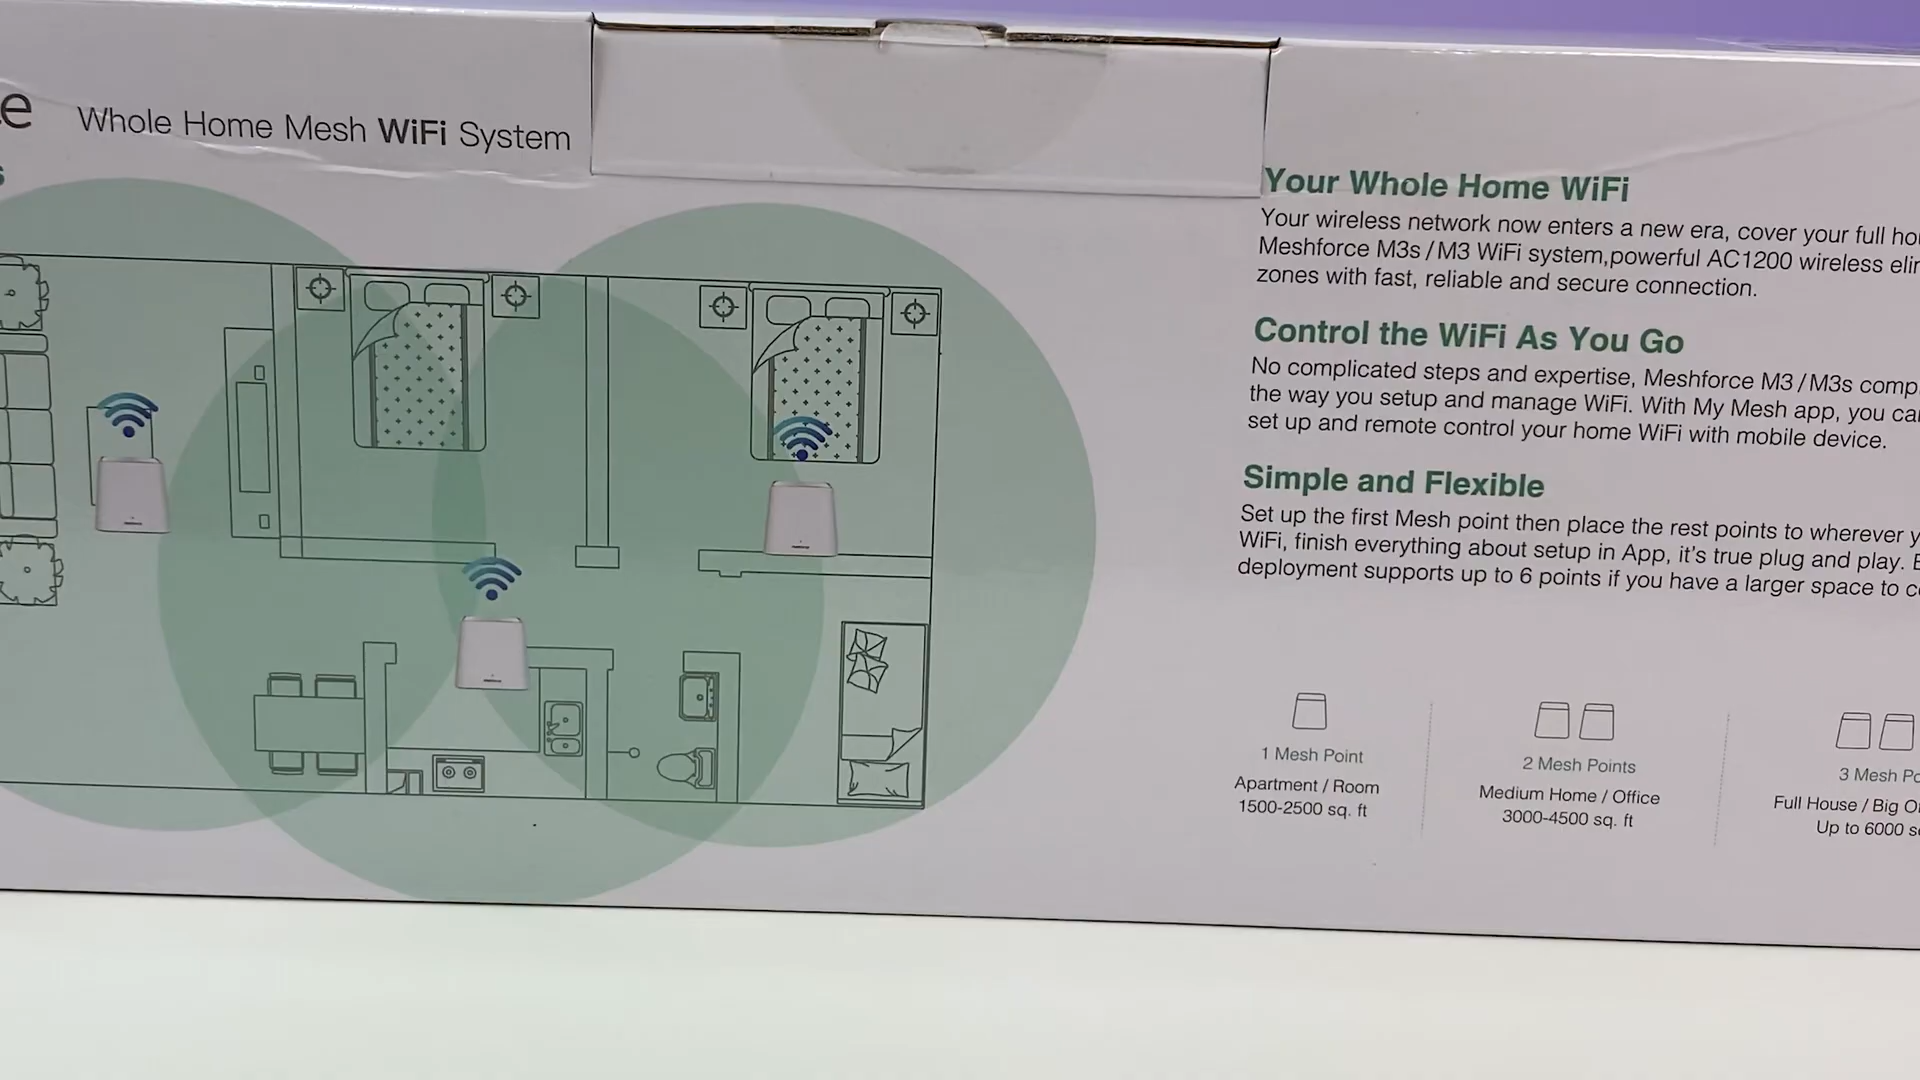 Whole Home Mesh WiFi System
Your Whole Home WiFi
Your wireless network now enters a new era, cover your full
Meshforce M3s / M3 WiFi system,powerful AC1200 wireless
zones with fast, reliable and secure connection.
Control the WiFi As You Go
No complicated steps and expertise, Meshforce M3 / M3s
the way you setup and manage WiFi. With My Mesh app, you
set up and remote control your home WiFi with mobile device.
Simple and Flexible
Set up the first Mesh point then place the rest points to wherever
WiFi, finish everything about setup in App, it's true plug and play.
deployment supports up to 6 points if you have a larger space to
1 Mesh Point
Apartment / Room
1500-2500 sq. ft
2 Mesh Points
Medium Home / Office
3000-4500 sq. ft
3 Mesh
Full House / Big
Up to 6000